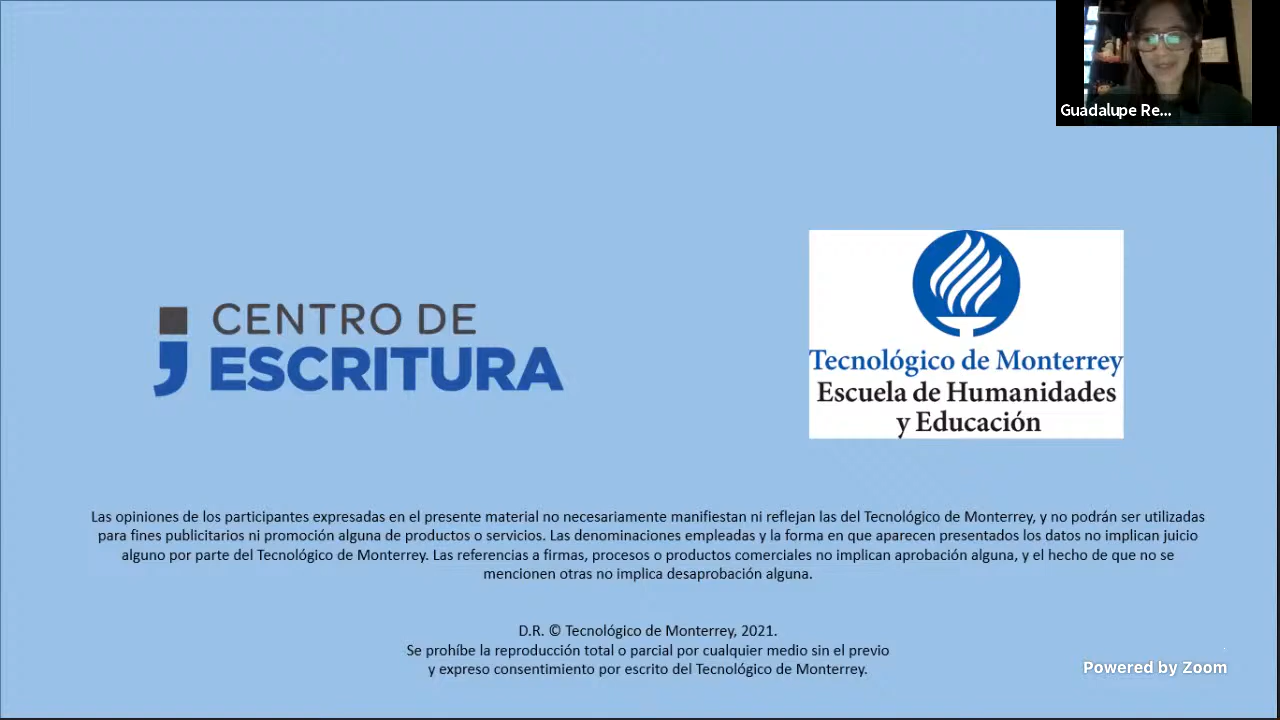 Guadalupe Re...
CENTRO DE
ESCRITURA
Tecnológico de Monterrey
Escuela de Humanidades
y Educación
Las opiniones de los participantes expresadas en el presente material no necesariamente manifiestan ni reflejan las del Tecnológico de Monterrey, y no podrán ser utilizadas
para fines publicitarios ni promoción alguna de productos o servicios. Las denominaciones empleadas y la forma en que aparecen presentados los datos no implican juicio
alguno por parte del Tecnológico de Monterrey. Las referencias a firmas, procesos o productos comerciales no implican aprobación alguna, y el hecho de que no se
mencionen otras no implica desaprobación alguna.
D.R. © Tecnológico de Monterrey, 2021.
Se prohíbe la reproducción total o parcial por cualquier medio sin el previo
y expreso consentimiento por escrito del Tecnológico de Monterrey.
Powered by Zoom